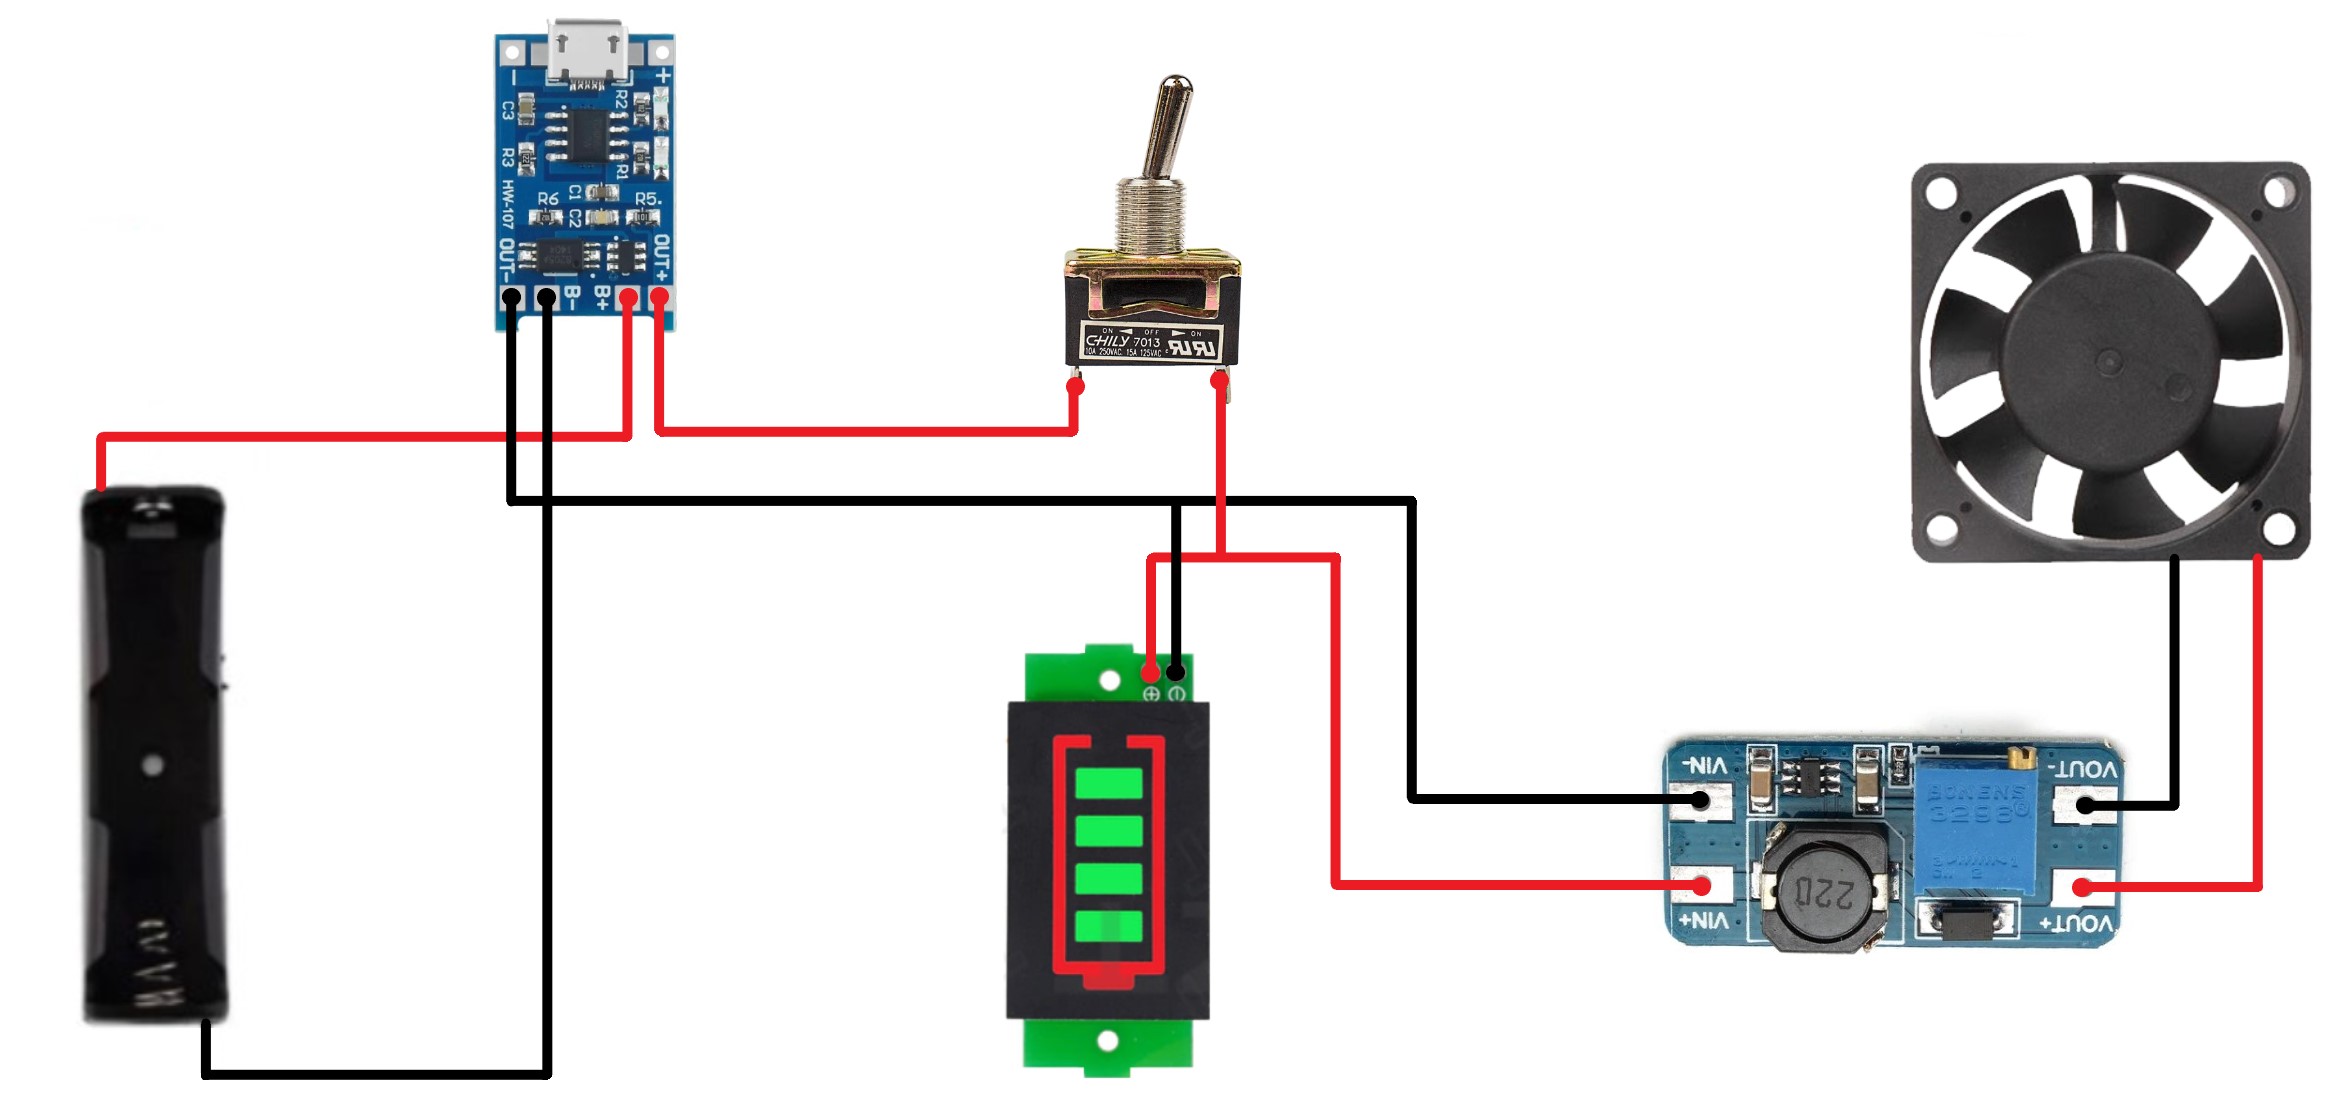 -
+
C3
R2
R3
R1
HW-107
C1
R6
C2
R5.
OUT-
B-
B+
OUT+
ON ◄ OFF ► ON
CHILY 7013
10A 250VAC 15A 125VAC
+
-
VIN-
VOUT-
BOMENS
3296
220
VIN+
VOUT+